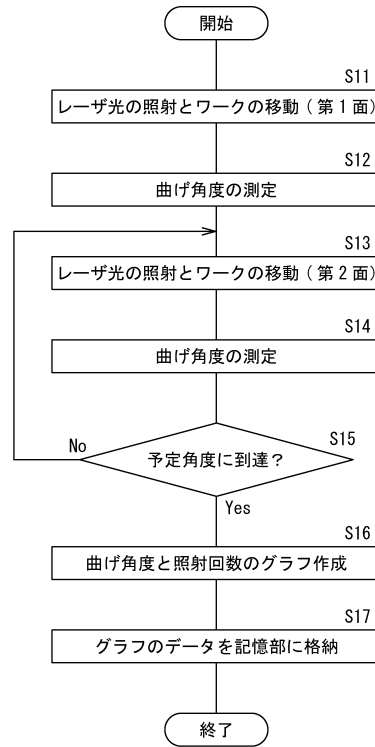 開始
S11
レーザ光の照射とワークの移動(第1面)
S12
曲げ角度の測定
S13
レーザ光の照射とワークの移動(第2面)
S14
曲げ角度の測定
S15
予定角度に到達?
No
Yes
S16
曲げ角度と照射回数のグラフ作成
S17
グラフのデータを記憶部に格納
終了